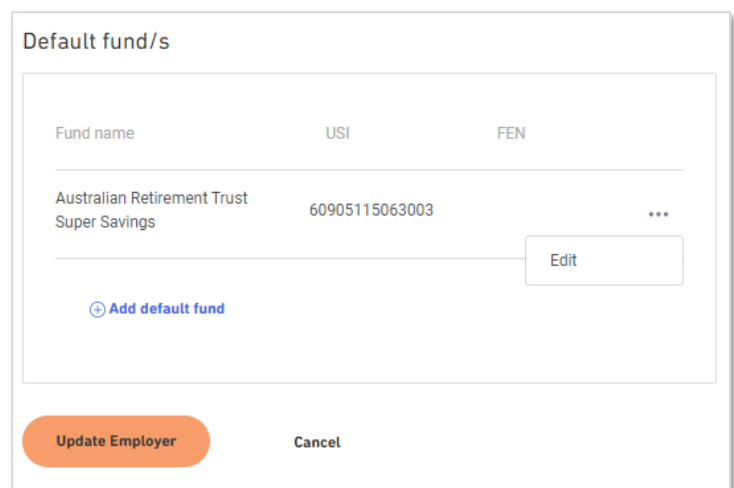 Default fund/s
Fund name USI FEN
Australian Retirement Trust
Super Savings
60905115063003
•••
Edit
Add default fund
Update Employer Cancel